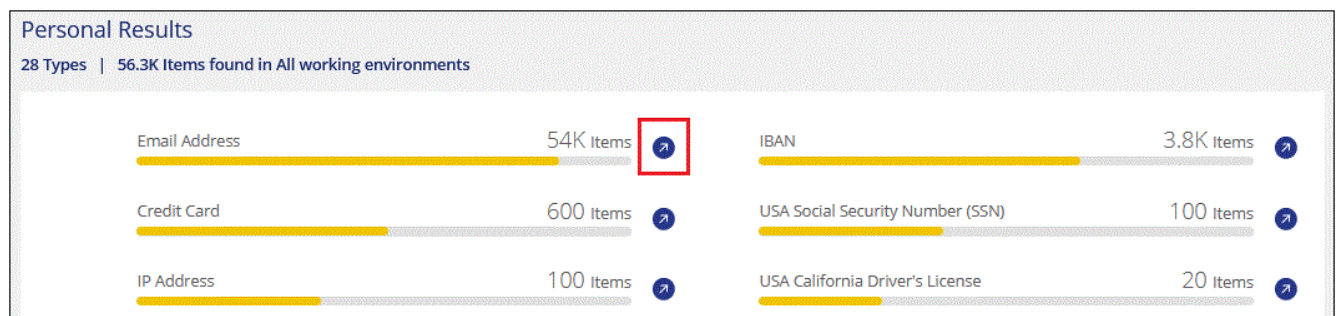 Personal Results
28 Types | 56.3K Items found in All working environments
Email Address 54K Items
IBAN 3.8K Items
Credit Card 600 Items
USA Social Security Number (SSN) 100 Items
IP Address 100 Items
USA California Driver's License 20 Items